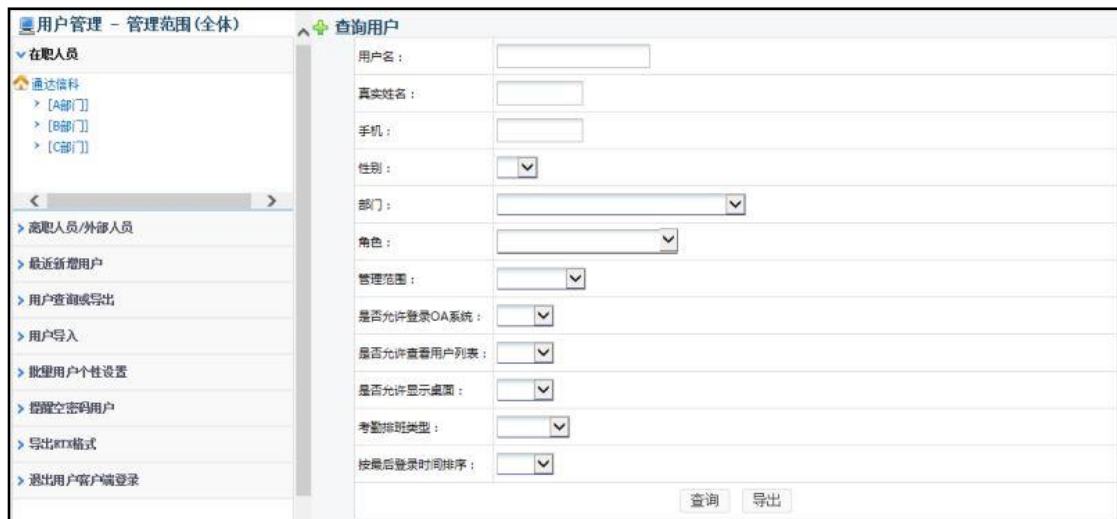 用户管理 - 管理范围(全体)
在职人员
通达信科
[A部门]
[B部门]
[C部门]
离职人员/外部人员
最近新增用户
用户查询或导出
用户导入
批量用户个性设置
提醒空密码用户
导出RTX格式
退出用户客户端登录
查询用户
用户名：
真实姓名：
手机：
性别：
部门：
角色：
管理范围：
是否允许登录OA系统：
是否允许查看用户列表：
是否允许显示桌面：
考勤排班类型：
按最后登录时间排序：
查询 导出